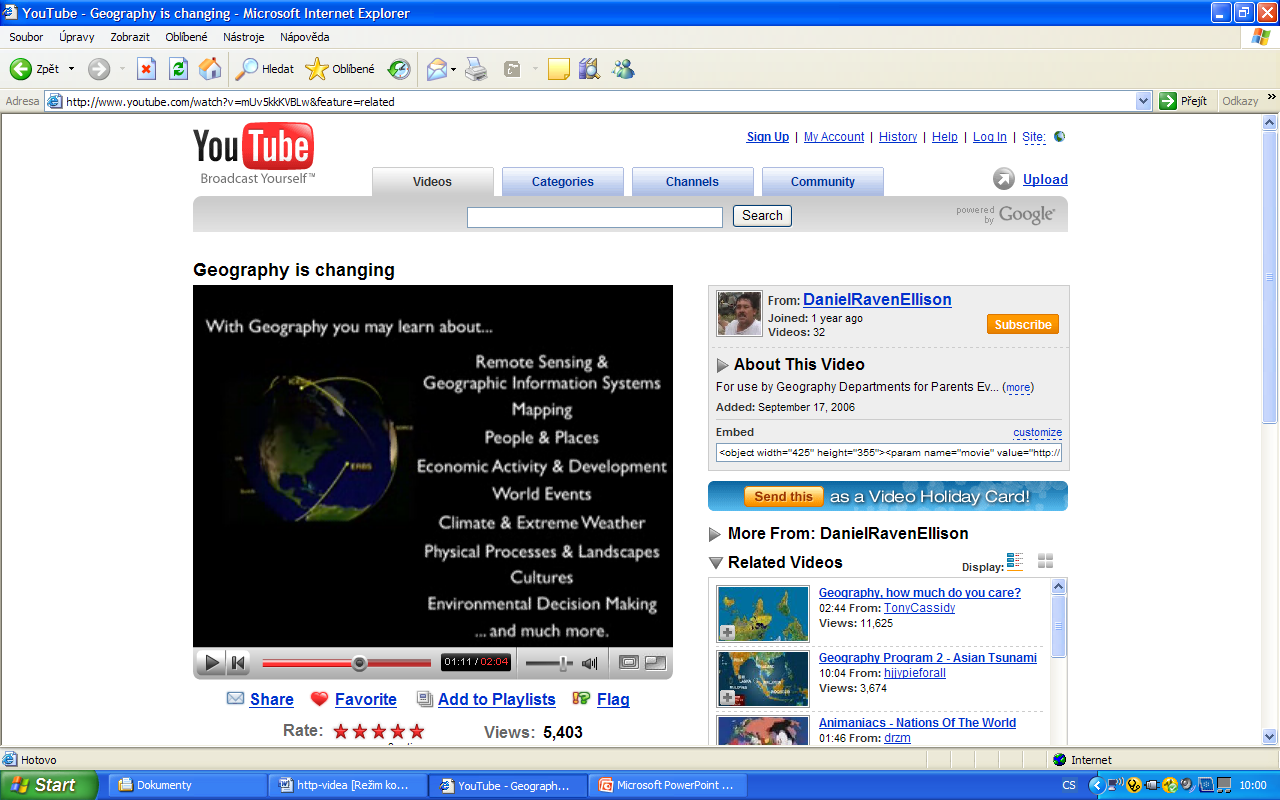 YouTube - Geography is changing - Microsoft Internet Explorer
Soubor Úpravy Zobrazit Oblíbené Nástroje Nápověda
Zpět Hledat Oblíbené
Adresa http://www.youtube.com/watch?v=mUv5kkKVBLw&feature=related Přejít Odkazy »
YouTube
Broadcast Yourself™
Sign Up | My Account | History | Help | Log In | Site:
Videos Categories Channels Community Upload
Search powered by Google™
Geography is changing
With Geography you may learn about...
Remote Sensing &
Geographic Information Systems
Mapping
People & Places
Economic Activity & Development
World Events
Climate & Extreme Weather
Physical Processes & Landscapes
Cultures
Environmental Decision Making
... and much more.
ERBS
01:11 / 02:04
Share Favorite Add to Playlists Flag
Rate: Views: 5,403
From: DanielRavenEllison
Joined: 1 year ago
Videos: 32
Subscribe
About This Video
For use by Geography Departments for Parents Ev... (more)
Added: September 17, 2006
Embed customize
<object width="425" height="355"><param name="movie" value="http://
Send this as a Video Holiday Card!
More From: DanielRavenEllison
Related Videos
Display:
Geography, how much do you care?
02:44 From: TonyCassidy
Views: 11,625
Geography Program 2 - Asian Tsunami
10:04 From: hjjypieforall
Views: 3,674
Animaniacs - Nations Of The World
01:46 From: drzm
Hotovo Internet
Start Dokumenty http-videa [Režim ko... YouTube - Geograph... Microsoft PowerPoint ... CS 10:00